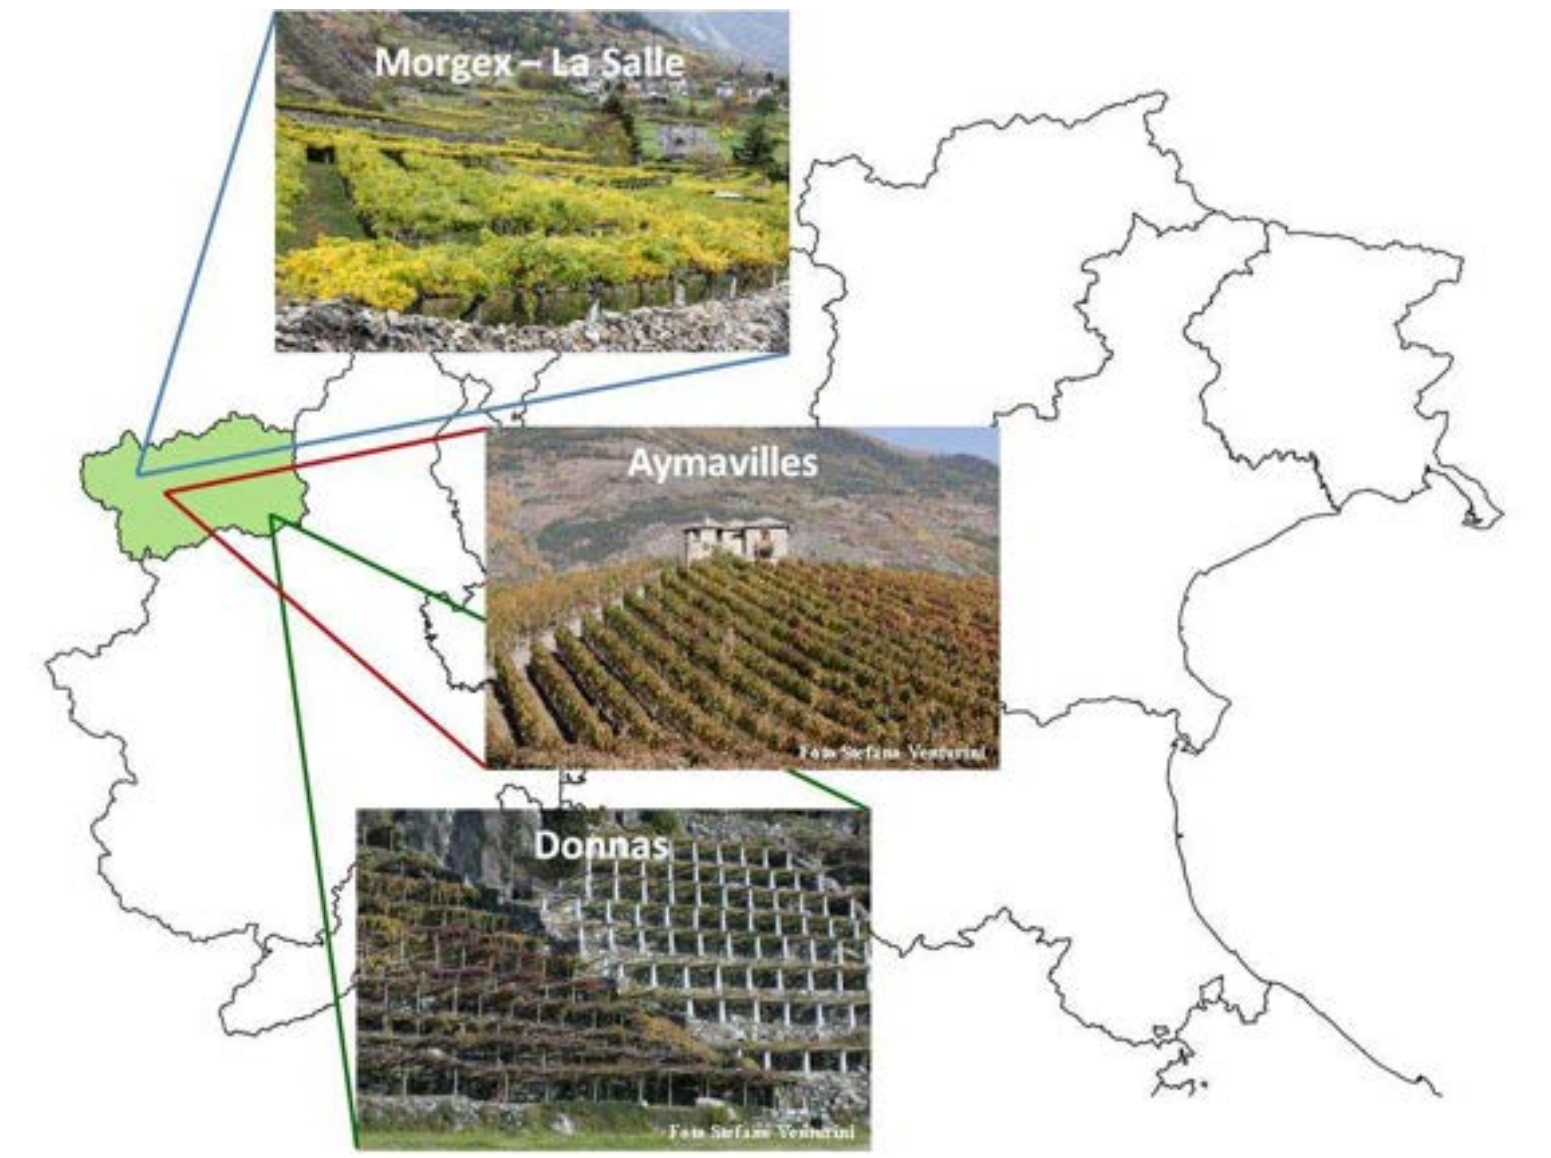 Morgex – La Salle
Aymavilles
Foto Stefano Venturini
Donnas
Foto Stefano Venturini